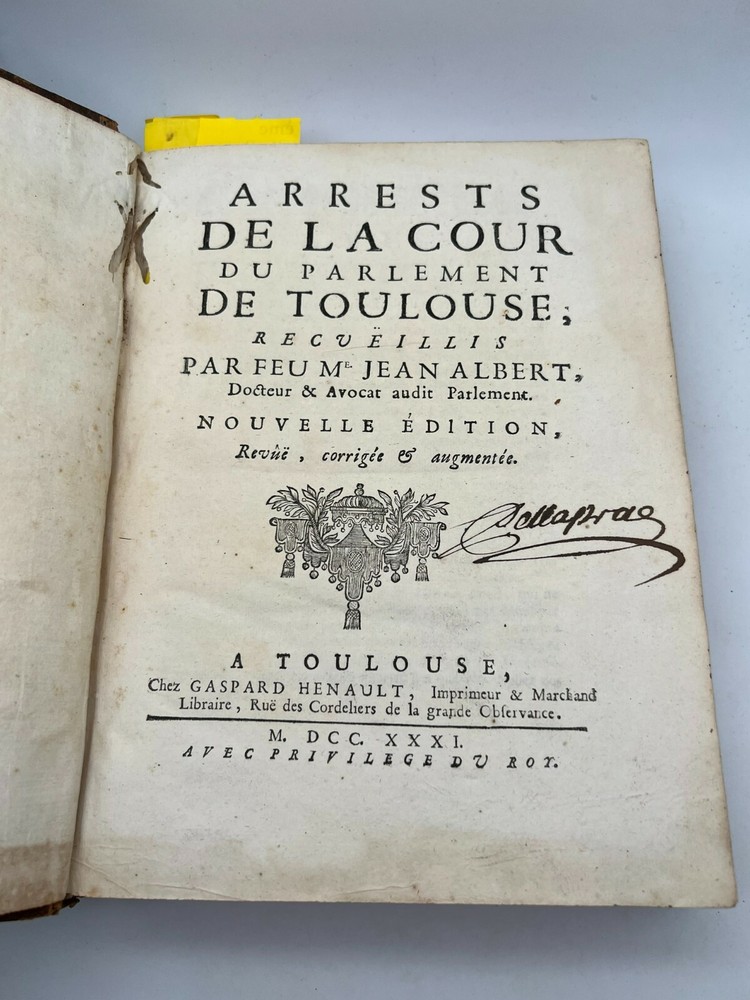 ARRESTS
DE LA COUR
DU PARLEMENT
DE TOULOUSE,
RECVËILLIS
PAR FEU Mᴱ. JEAN ALBERT,
Docteur & Avocat audit Parlement.
NOUVELLE ÉDITION,
Revûë, corrigée & augmentée.
A TOULOUSE,
Chez GASPARD HENAULT, Imprimeur & Marchand
Libraire, Ruë des Cordeliers de la grande Observance.
M. DCC. XXXI.
AVEC PRIVILEGE DU ROY.